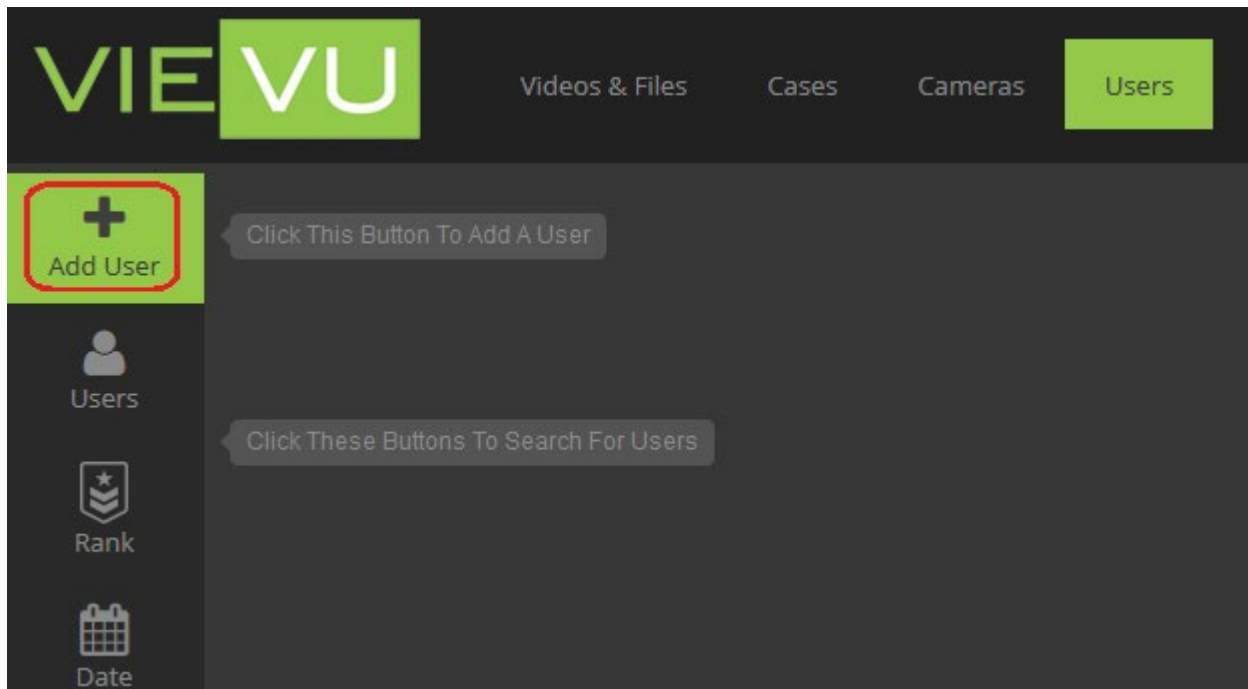 VIEVU
Videos & Files
Cases
Cameras
Users
Add User
Click This Button To Add A User
Users
Click These Buttons To Search For Users
Rank
Date